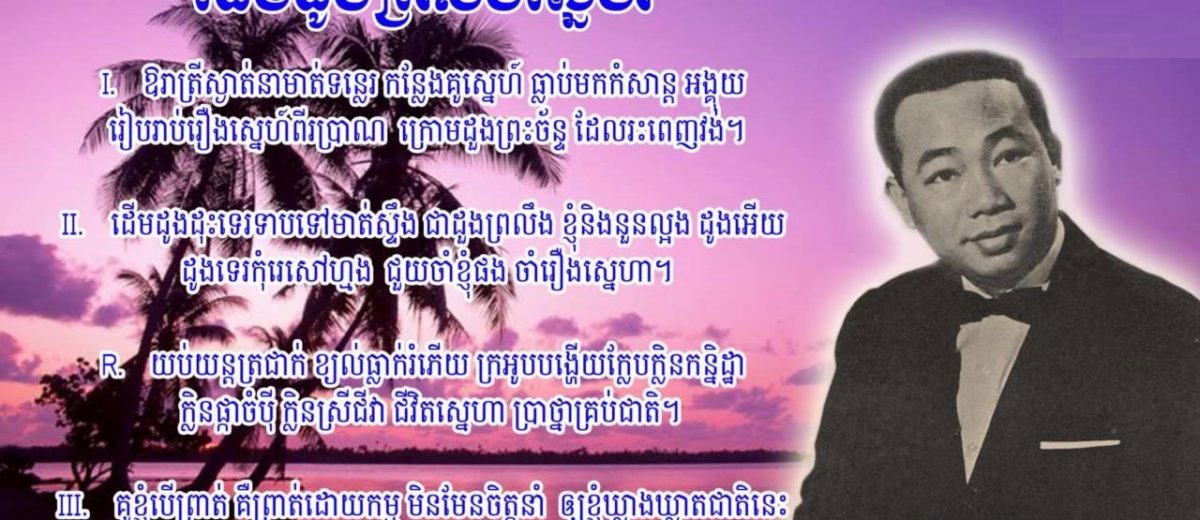 I. ឱរាត្រីស្ងាត់នាមាត់ទន្លេរ កន្លែងគូស្នេហ៍ ធ្លាប់មកកំសាន្ត អង្គុយ
រៀបរាប់រឿងស្នេហ៍ពីរប្រាណ ក្រោមដួងព្រះច័ន្ទ ដែលរះពេញវង់។
II. ដើមដូងដុះទេរទាបទៅមាត់ស្ទឹង ជាដួងព្រលឹង ខ្ញុំនិងនួនល្អង ដូងអើយ
ដូងទេរកុំរេសៅហ្មង ជួយចាំខ្ញុំផង ចាំរឿងស្នេហា។
R. យប់យន្តត្រជាក់ ខ្យល់ធ្លាក់រំភើយ ក្រអូបបង្ហើយក្លែបក្លិនកន្និដ្ឋា
ក្លិនផ្កាចំប៉ី ក្លិនស្រីជីវា ជីវិតស្នេហា ប្រាថ្នាគ្រប់ជាតិ។
III. គូខ្ញុំបើព្រាត់ គឺព្រាត់ដោយកម្ម មិនមែនចិត្តនាំ ឲ្យខ្ញុំឃ្លាងឃ្លាតជាតិនេះ